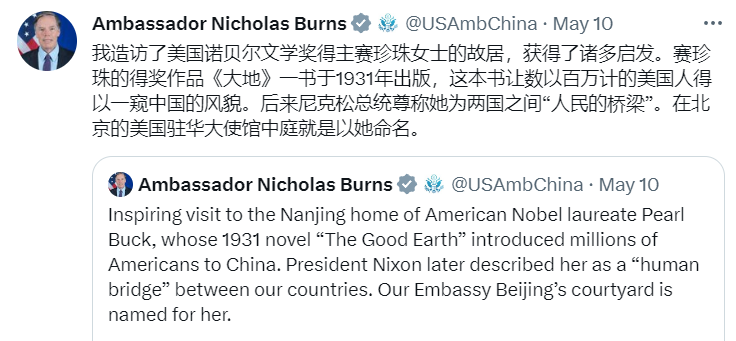 Ambassador Nicholas Burns @USAmbChina · May 10
我造访了美国诺贝尔文学奖得主赛珍珠女士的故居，获得了诸多启发。赛珍
珠的得奖作品《大地》一书于1931年出版，这本书让数以百万计的美国人得
以一窥中国的风貌。后来尼克松总统尊称她为两国之间“人民的桥梁”。在北
京的美国驻华大使馆中庭就是以她命名。
Ambassador Nicholas Burns @USAmbChina · May 10
Inspiring visit to the Nanjing home of American Nobel laureate Pearl
Buck, whose 1931 novel “The Good Earth” introduced millions of
Americans to China. President Nixon later described her as a “human
bridge” between our countries. Our Embassy Beijing’s courtyard is
named for her.